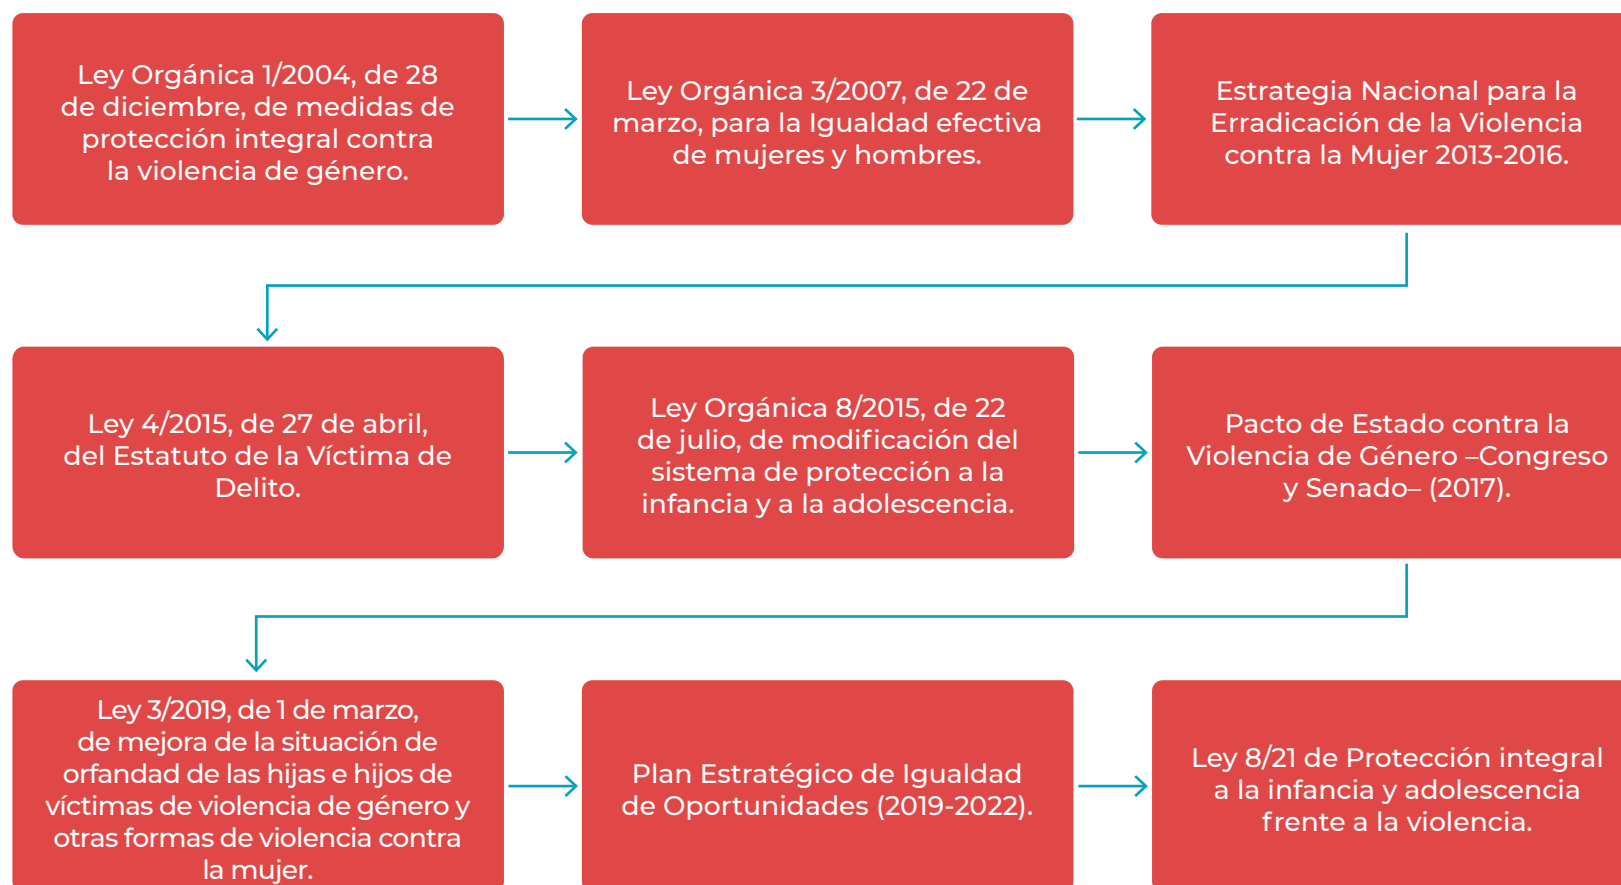 Ley Orgánica 1/2004, de 28
de diciembre, de medidas de
protección integral contra
la violencia de género.
Ley Orgánica 3/2007, de 22 de
marzo, para la Igualdad efectiva
de mujeres y hombres.
Estrategia Nacional para la
Erradicación de la Violencia
contra la Mujer 2013-2016.
Ley 4/2015, de 27 de abril,
del Estatuto de la Víctima de
Delito.
Ley Orgánica 8/2015, de 22
de julio, de modificación del
sistema de protección a la
infancia y a la adolescencia.
Pacto de Estado contra la
Violencia de Género –Congreso
y Senado– (2017).
Ley 3/2019, de 1 de marzo,
de mejora de la situación de
orfandad de las hijas e hijos de
víctimas de violencia de género y
otras formas de violencia contra
la mujer.
Plan Estratégico de Igualdad
de Oportunidades (2019-2022).
Ley 8/21 de Protección integral
a la infancia y adolescencia
frente a la violencia.